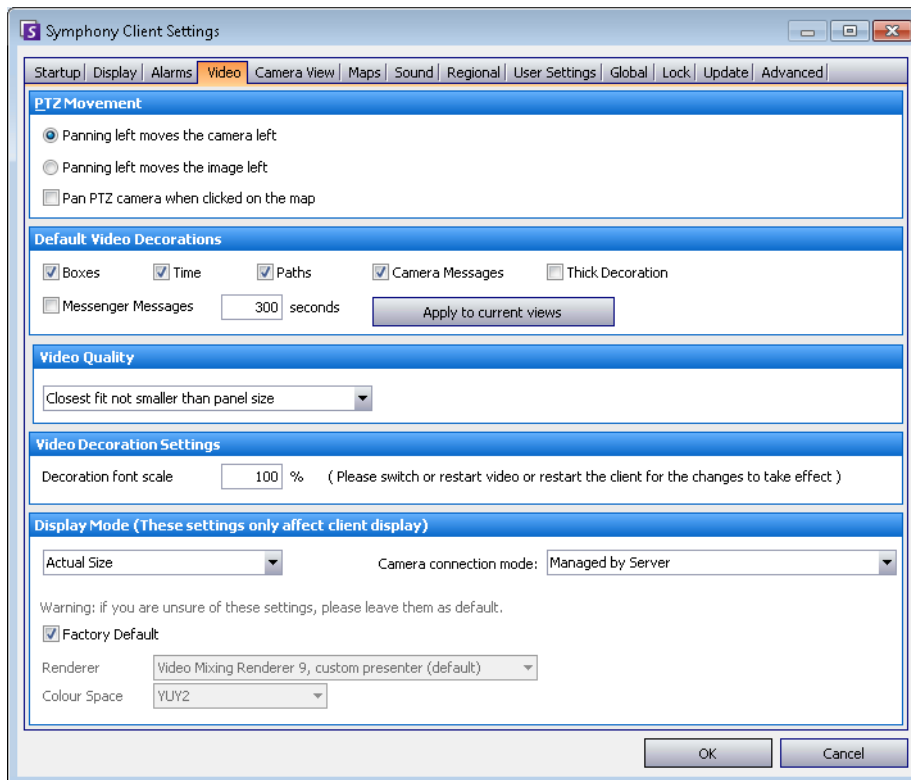 Symphony Client Settings
Startup Display Alarms Video Camera View Maps Sound Regional User Settings Global Lock Update Advanced
PTZ Movement
Panning left moves the camera left
Panning left moves the image left
Pan PTZ camera when clicked on the map
Default Video Decorations
Boxes Time Paths Camera Messages Thick Decoration
Messenger Messages 300 seconds Apply to current views
Video Quality
Closest fit not smaller than panel size
Video Decoration Settings
Decoration font scale 100 % ( Please switch or restart video or restart the client for the changes to take effect )
Display Mode (These settings only affect client display)
Actual Size Camera connection mode: Managed by Server
Warning: if you are unsure of these settings, please leave them as default.
Factory Default
Renderer Video Mixing Renderer 9, custom presenter (default)
Colour Space YUY2
OK Cancel